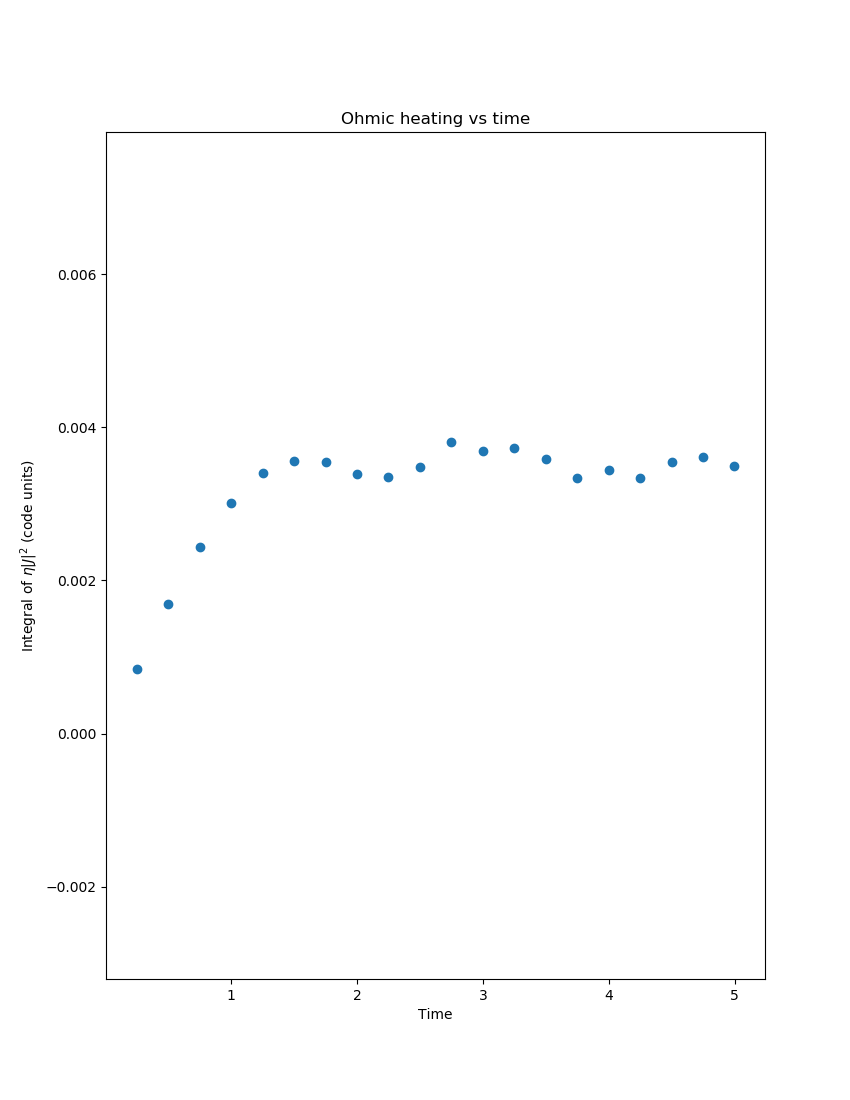 Ohmic heating vs time
Integral of η|J|² (code units)
0.006
0.004
0.002
0.000
−0.002
1 2 3 4 5
Time